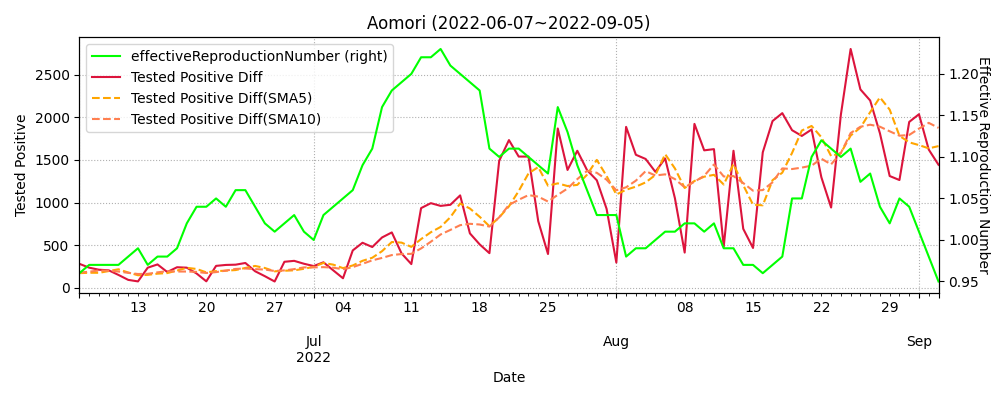 Aomori (2022-06-07~2022-09-05)
effectiveReproductionNumber (right)
Tested Positive Diff
Tested Positive Diff(SMA5)
Tested Positive Diff(SMA10)
Tested Positive
2500
2000
1500
1000
500
0
Effective Reproduction Number
1.20
1.15
1.10
1.05
1.00
0.95
13 20 27 04 11 18 25 08 15 22 29
Jul Aug Sep
2022
Date